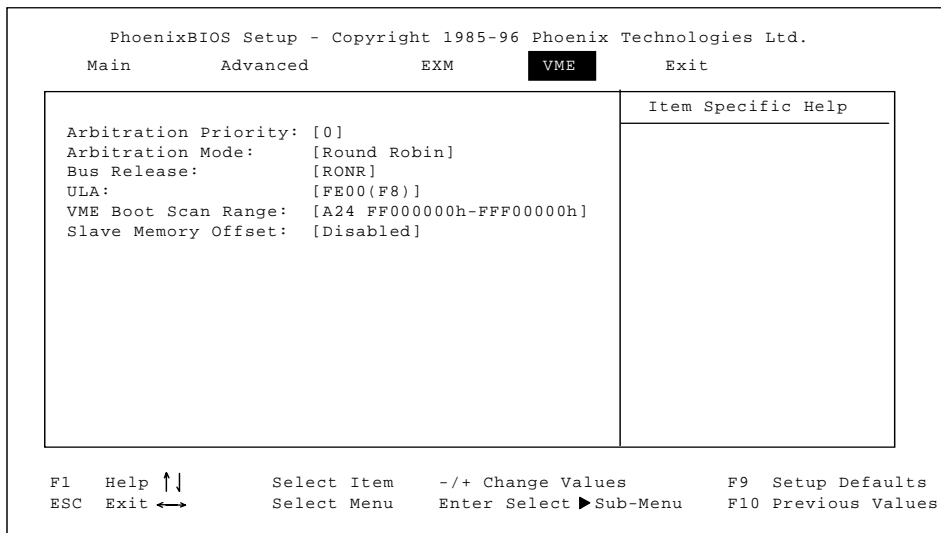 PhoenixBIOS Setup - Copyright 1985-96 Phoenix Technologies Ltd.
Main Advanced EXM VME Exit
Item Specific Help
Arbitration Priority: [0]
Arbitration Mode: [Round Robin]
Bus Release: [RONR]
ULA: [FE00(F8)]
VME Boot Scan Range: [A24 FF000000h-FFF00000h]
Slave Memory Offset: [Disabled]
F1 Help ↑↓ Select Item -/+ Change Values F9 Setup Defaults
ESC Exit ←→ Select Menu Enter Select ▶ Sub-Menu F10 Previous Values